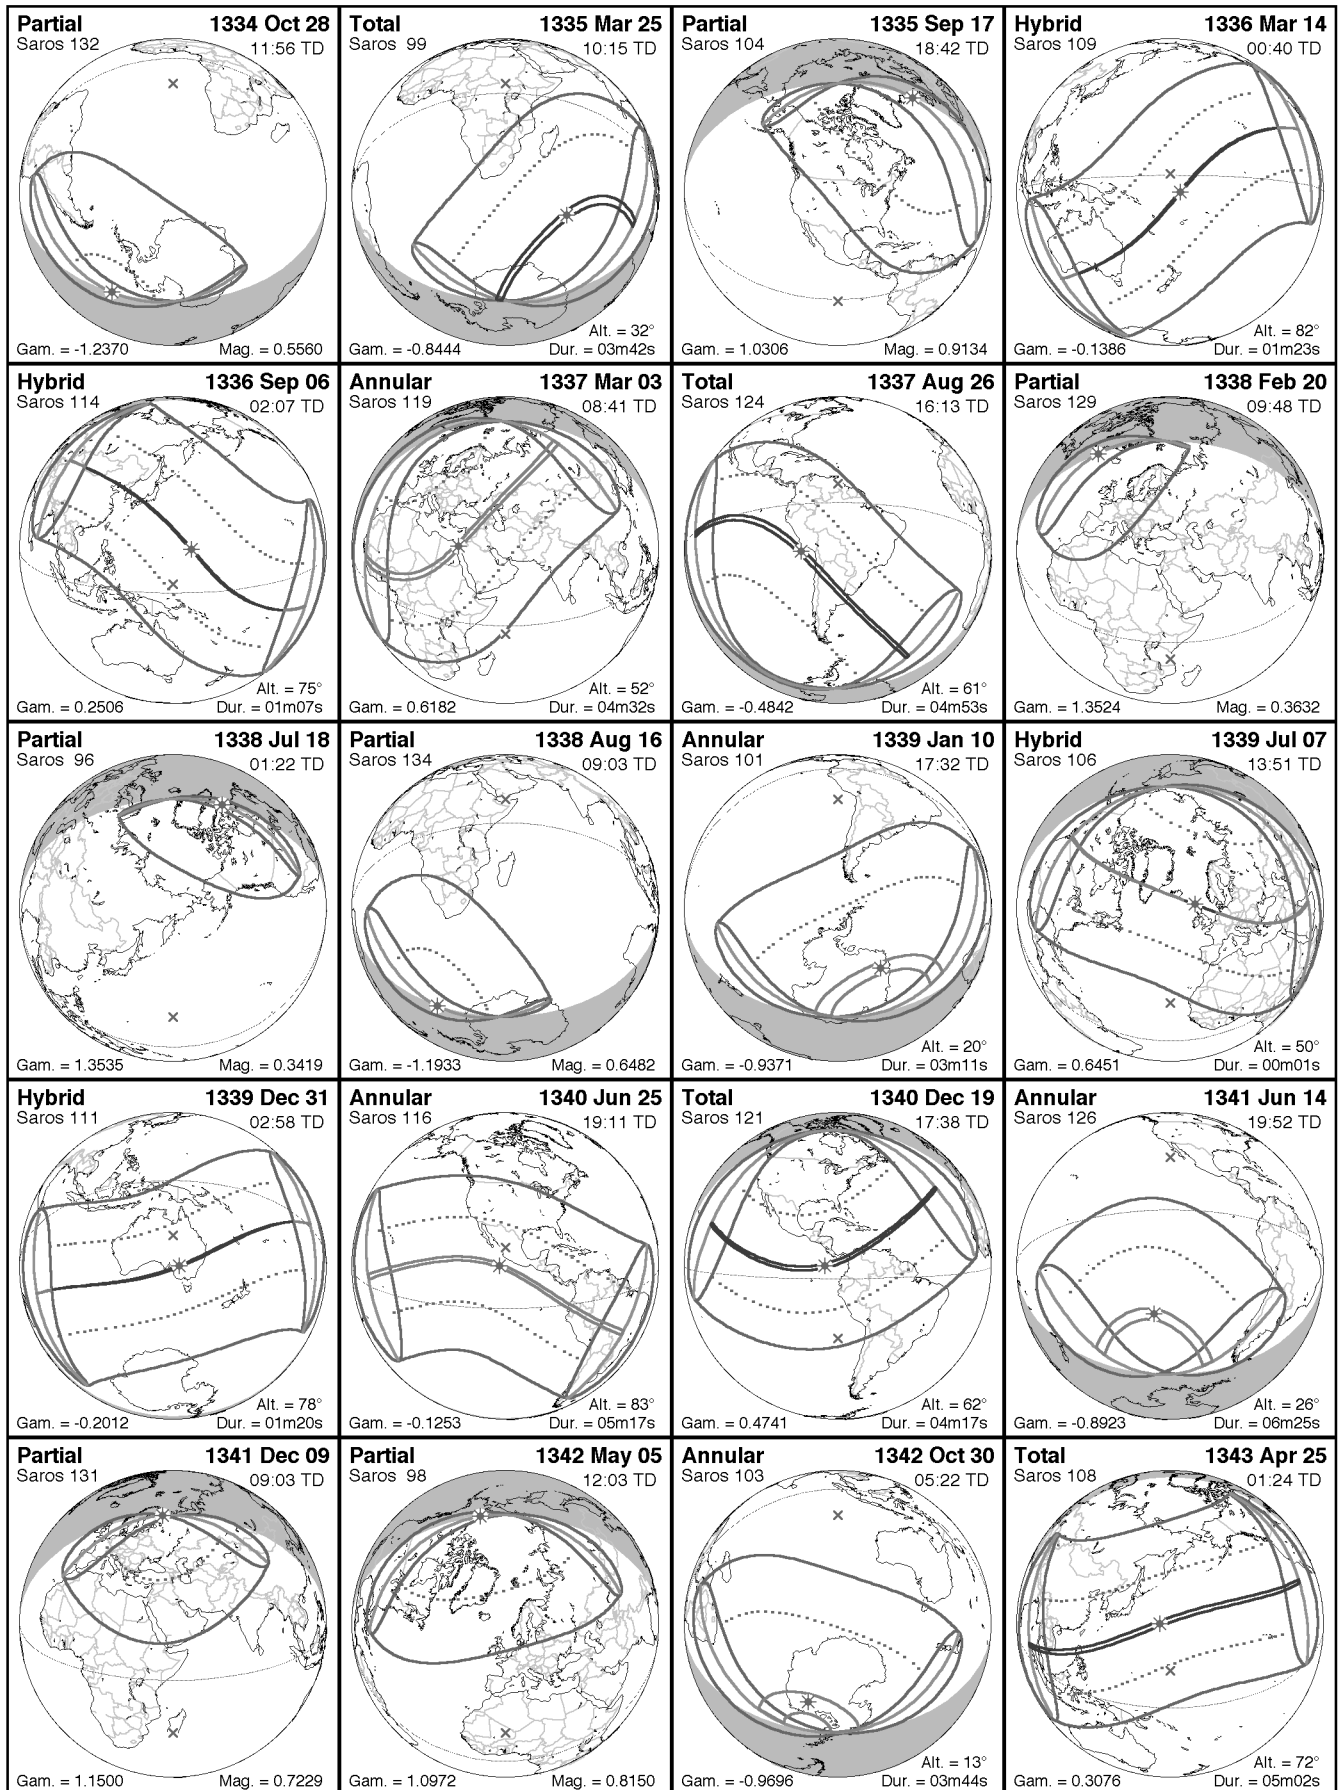 Partial 1334 Oct 28
Saros 132 11:56 TD
Gam. = -1.2370 Mag. = 0.5560
Total 1335 Mar 25
Saros 99 10:15 TD
Alt. = 32°
Gam. = -0.8444 Dur. = 03m42s
Partial 1335 Sep 17
Saros 104 18:42 TD
Gam. = 1.0306 Mag. = 0.9134
Hybrid 1336 Mar 14
Saros 109 00:40 TD
Alt. = 82°
Gam. = -0.1386 Dur. = 01m23s
Hybrid 1336 Sep 06
Saros 114 02:07 TD
Alt. = 75°
Gam. = 0.2506 Dur. = 01m07s
Annular 1337 Mar 03
Saros 119 08:41 TD
Alt. = 52°
Gam. = 0.6182 Dur. = 04m32s
Total 1337 Aug 26
Saros 124 16:13 TD
Alt. = 61°
Gam. = -0.4842 Dur. = 04m53s
Partial 1338 Feb 20
Saros 129 09:48 TD
Gam. = 1.3524 Mag. = 0.3632
Partial 1338 Jul 18
Saros 96 01:22 TD
Gam. = 1.3535 Mag. = 0.3419
Partial 1338 Aug 16
Saros 134 09:03 TD
Gam. = -1.1933 Mag. = 0.6482
Annular 1339 Jan 10
Saros 101 17:32 TD
Alt. = 20°
Gam. = -0.9371 Dur. = 03m11s
Hybrid 1339 Jul 07
Saros 106 13:51 TD
Alt. = 50°
Gam. = 0.6451 Dur. = 00m01s
Hybrid 1339 Dec 31
Saros 111 02:58 TD
Alt. = 78°
Gam. = -0.2012 Dur. = 01m20s
Annular 1340 Jun 25
Saros 116 19:11 TD
Alt. = 83°
Gam. = -0.1253 Dur. = 05m17s
Total 1340 Dec 19
Saros 121 17:38 TD
Alt. = 62°
Gam. = 0.4741 Dur. = 04m17s
Annular 1341 Jun 14
Saros 126 19:52 TD
Alt. = 26°
Gam. = -0.8923 Dur. = 06m25s
Partial 1341 Dec 09
Saros 131 09:03 TD
Gam. = 1.1500 Mag. = 0.7229
Partial 1342 May 05
Saros 98 12:03 TD
Gam. = 1.0972 Mag. = 0.8150
Annular 1342 Oct 30
Saros 103 05:22 TD
Alt. = 13°
Gam. = -0.9696 Dur. = 03m44s
Total 1343 Apr 25
Saros 108 01:24 TD
Alt. = 72°
Gam. = 0.3076 Dur. = 05m02s